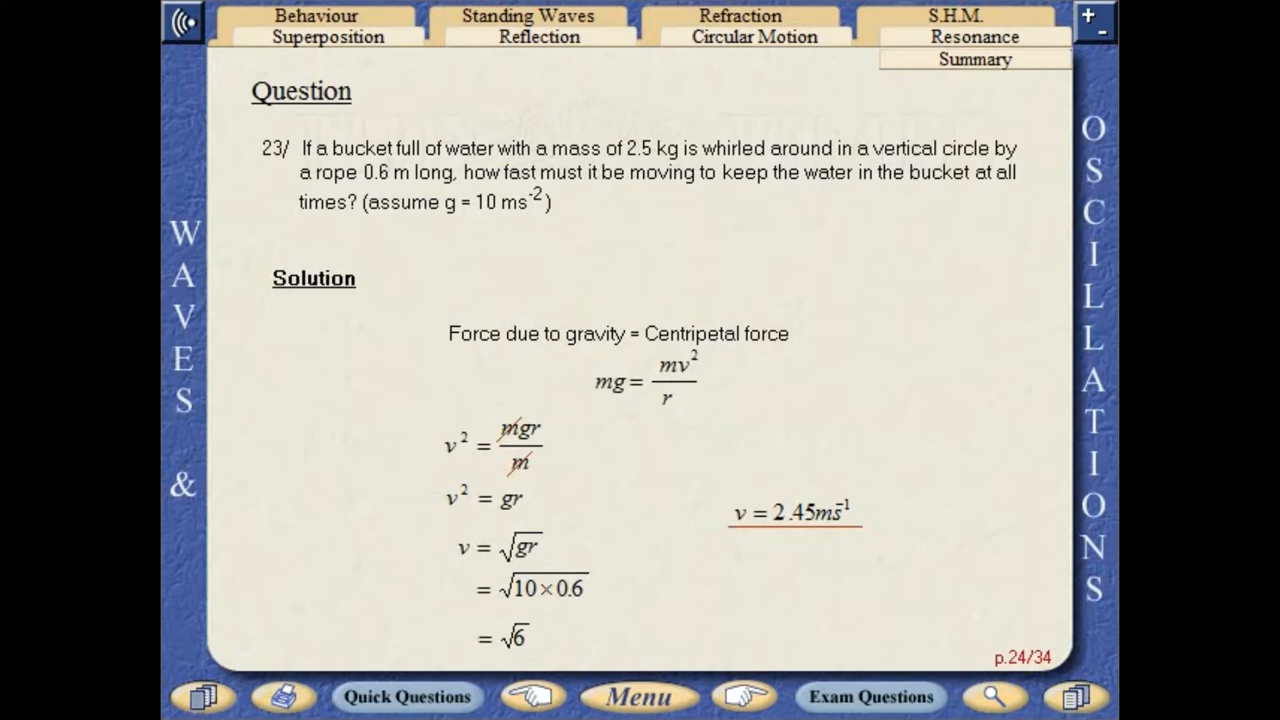 Behaviour Standing Waves Refraction S.H.M.
Superposition Reflection Circular Motion Resonance
Summary
+
-
Question
23/ If a bucket full of water with a mass of 2.5 kg is whirled around in a vertical circle by
a rope 0.6 m long, how fast must it be moving to keep the water in the bucket at all
times? (assume g = 10 ms⁻²)
Solution
Force due to gravity = Centripetal force
mg = mv²/r
v² = mgr/m
v² = gr
v = √gr
= √10 × 0.6
= √6
v = 2.45ms⁻¹
p.24/34
WAVES &
OSCILLATIONS
Quick Questions Menu Exam Questions